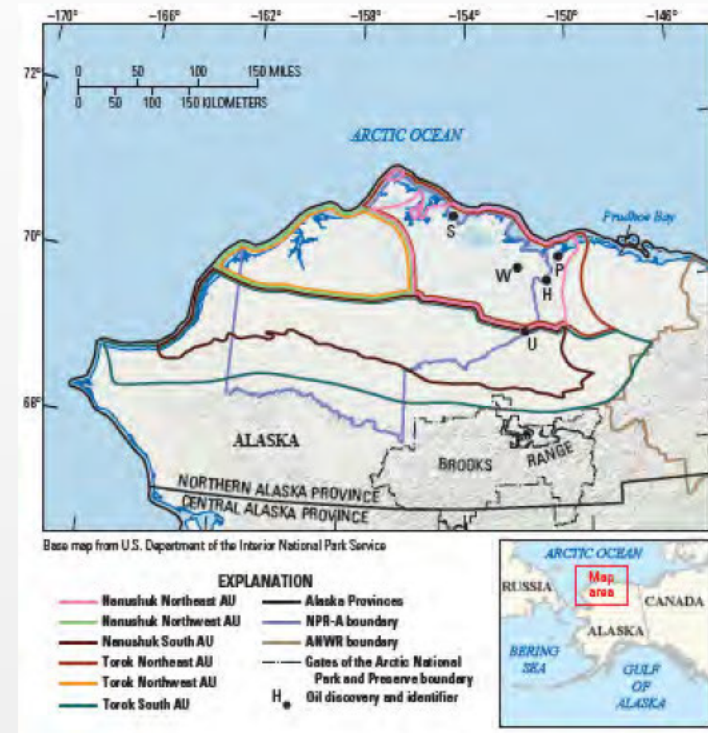 −170° −166° −162° −158° −154° −150° −146°
72°
0 50 100 150 MILES
0 50 100 150 KILOMETERS
ARCTIC OCEAN
Prudhoe Bay
70°
S
W
P
H
U
68°
ALASKA
BROOKS
RANGE
NORTHERN ALASKA PROVINCE
CENTRAL ALASKA PROVINCE
Base map from U.S. Department of the Interior National Park Service
EXPLANATION
Nanushuk Northeast AU
Nanushuk Northwest AU
Nanushuk South AU
Torok Northeast AU
Torok Northwest AU
Torok South AU
Alaska Provinces
NPR-A boundary
ANWR boundary
Gates of the Arctic National
Park and Preserve boundary
H Oil discovery and identifier
ARCTIC OCEAN
RUSSIA
Map
area
CANADA
ALASKA
BERING
SEA
GULF
OF
ALASKA